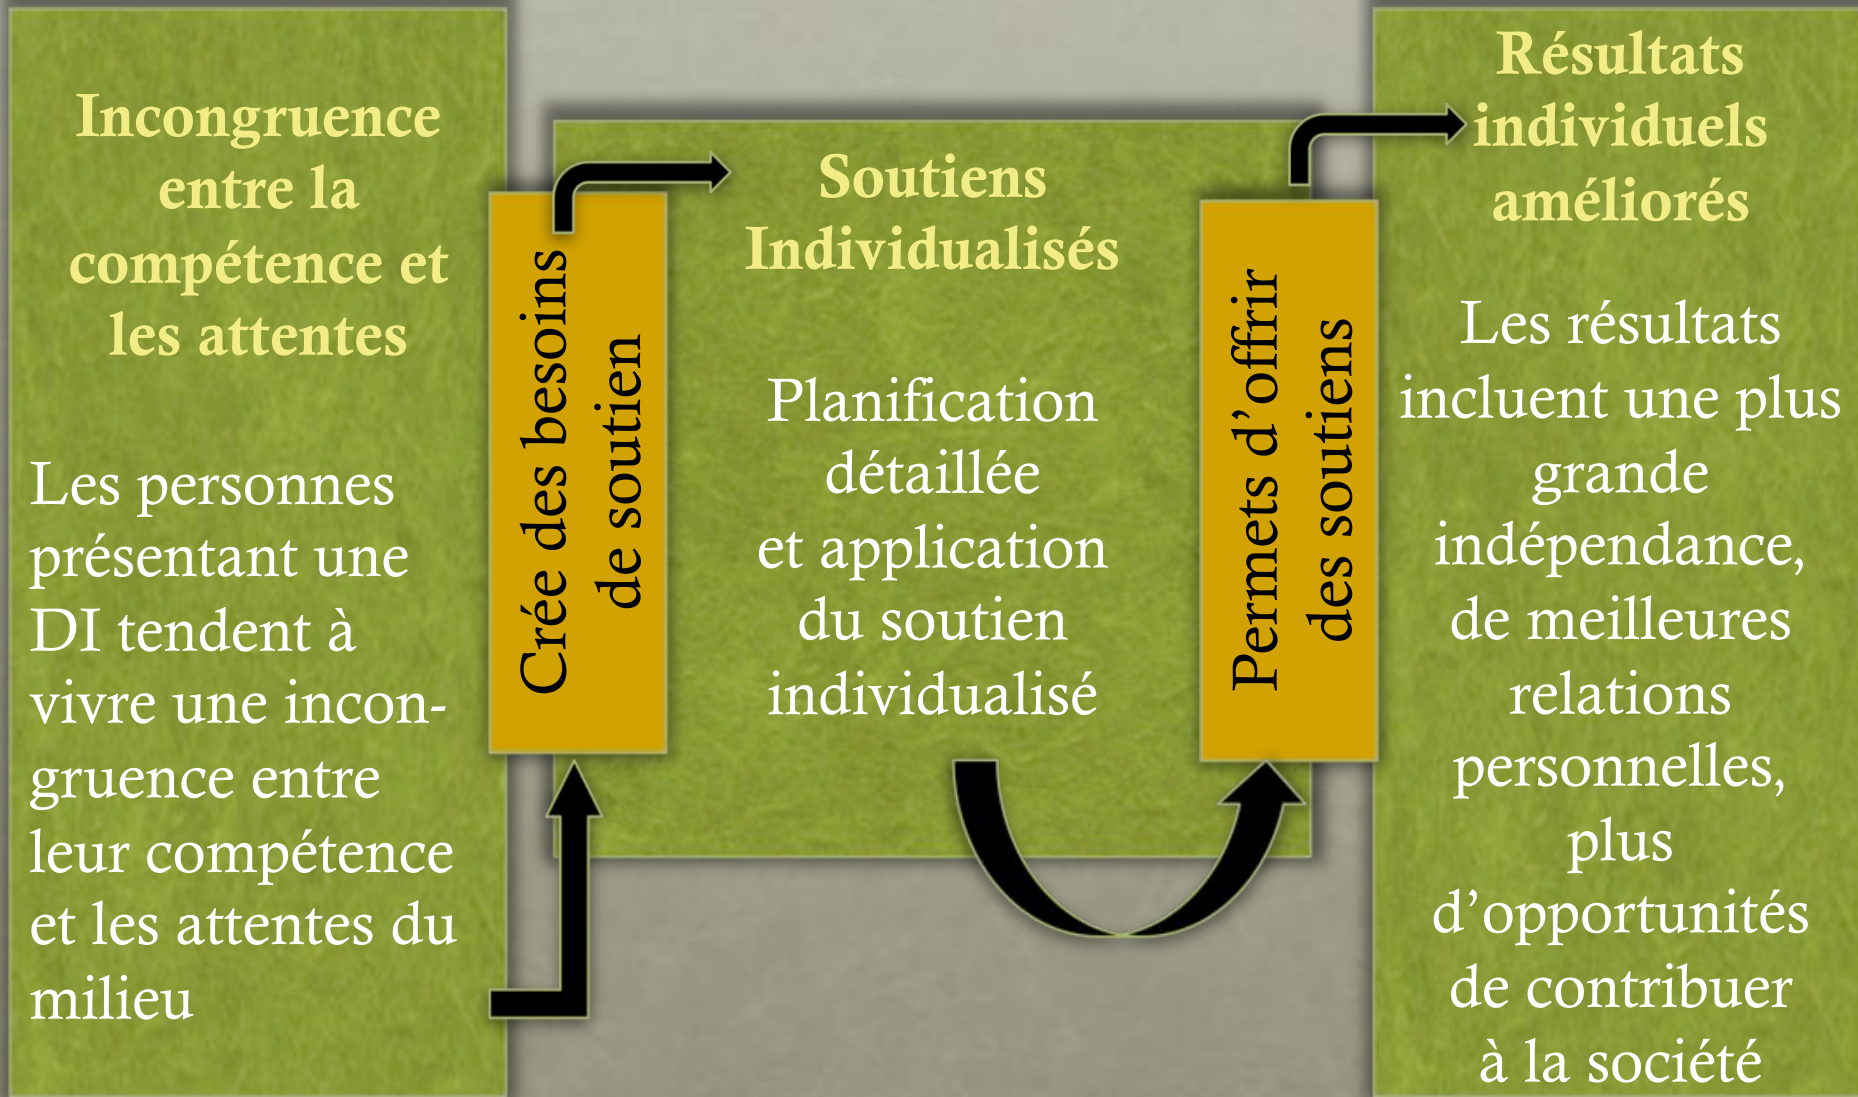 Incongruence
entre la
compétence et
les attentes
Les personnes
présentant une
DI tendent à
vivre une incon-
gruence entre
leur compétence
et les attentes du
milieu
Crée des besoins
de soutien
Soutiens
Individualisés
Planification
détaillée
et application
du soutien
individualisé
Permets d’offrir
des soutiens
Résultats
individuels
améliorés
Les résultats
incluent une plus
grande
indépendance,
de meilleures
relations
personnelles,
plus
d’opportunités
de contribuer
à la société